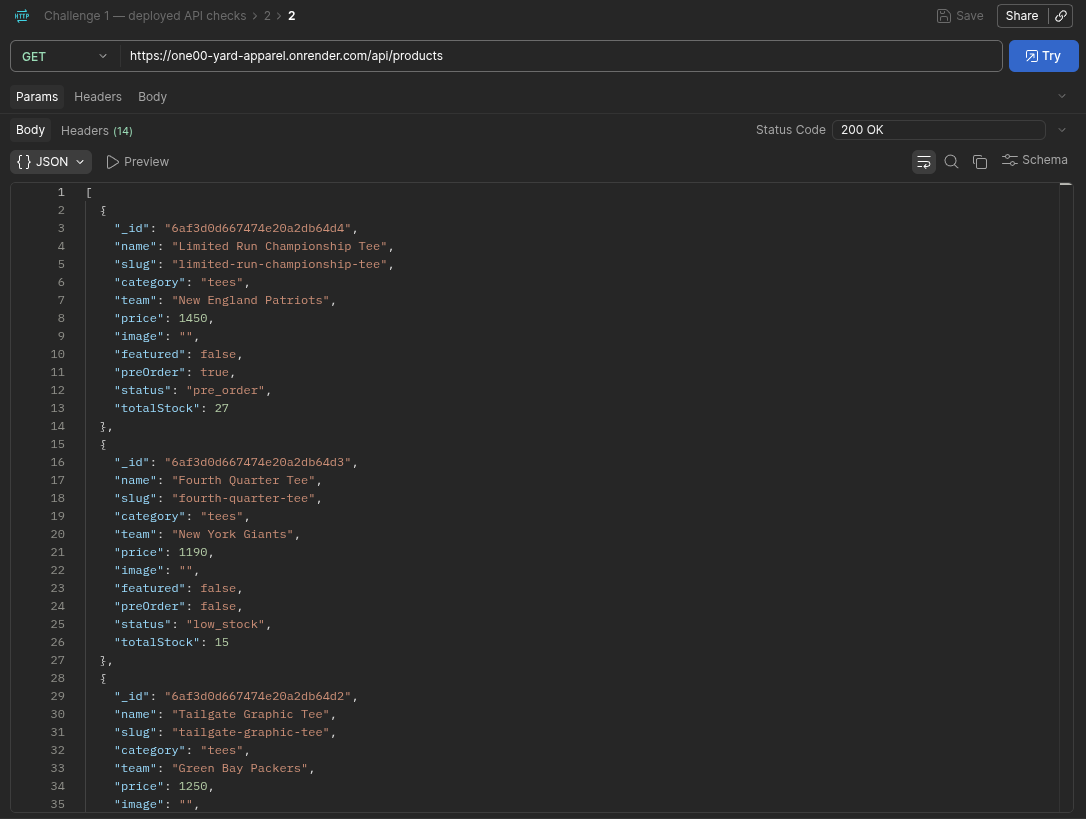 HTTP Challenge 1 — deployed API checks > 2 > 2 Save Share
GET https://one00-yard-apparel.onrender.com/api/products Try
Params Headers Body
Body Headers (14) Status Code 200 OK
{} JSON Preview Schema
1 [
2 {
3 "_id": "6af3d0d667474e20a2db64d4",
4 "name": "Limited Run Championship Tee",
5 "slug": "limited-run-championship-tee",
6 "category": "tees",
7 "team": "New England Patriots",
8 "price": 1450,
9 "image": "",
10 "featured": false,
11 "preOrder": true,
12 "status": "pre_order",
13 "totalStock": 27
14 },
15 {
16 "_id": "6af3d0d667474e20a2db64d3",
17 "name": "Fourth Quarter Tee",
18 "slug": "fourth-quarter-tee",
19 "category": "tees",
20 "team": "New York Giants",
21 "price": 1190,
22 "image": "",
23 "featured": false,
24 "preOrder": false,
25 "status": "low_stock",
26 "totalStock": 15
27 },
28 {
29 "_id": "6af3d0d667474e20a2db64d2",
30 "name": "Tailgate Graphic Tee",
31 "slug": "tailgate-graphic-tee",
32 "category": "tees",
33 "team": "Green Bay Packers",
34 "price": 1250,
35 "image": "",